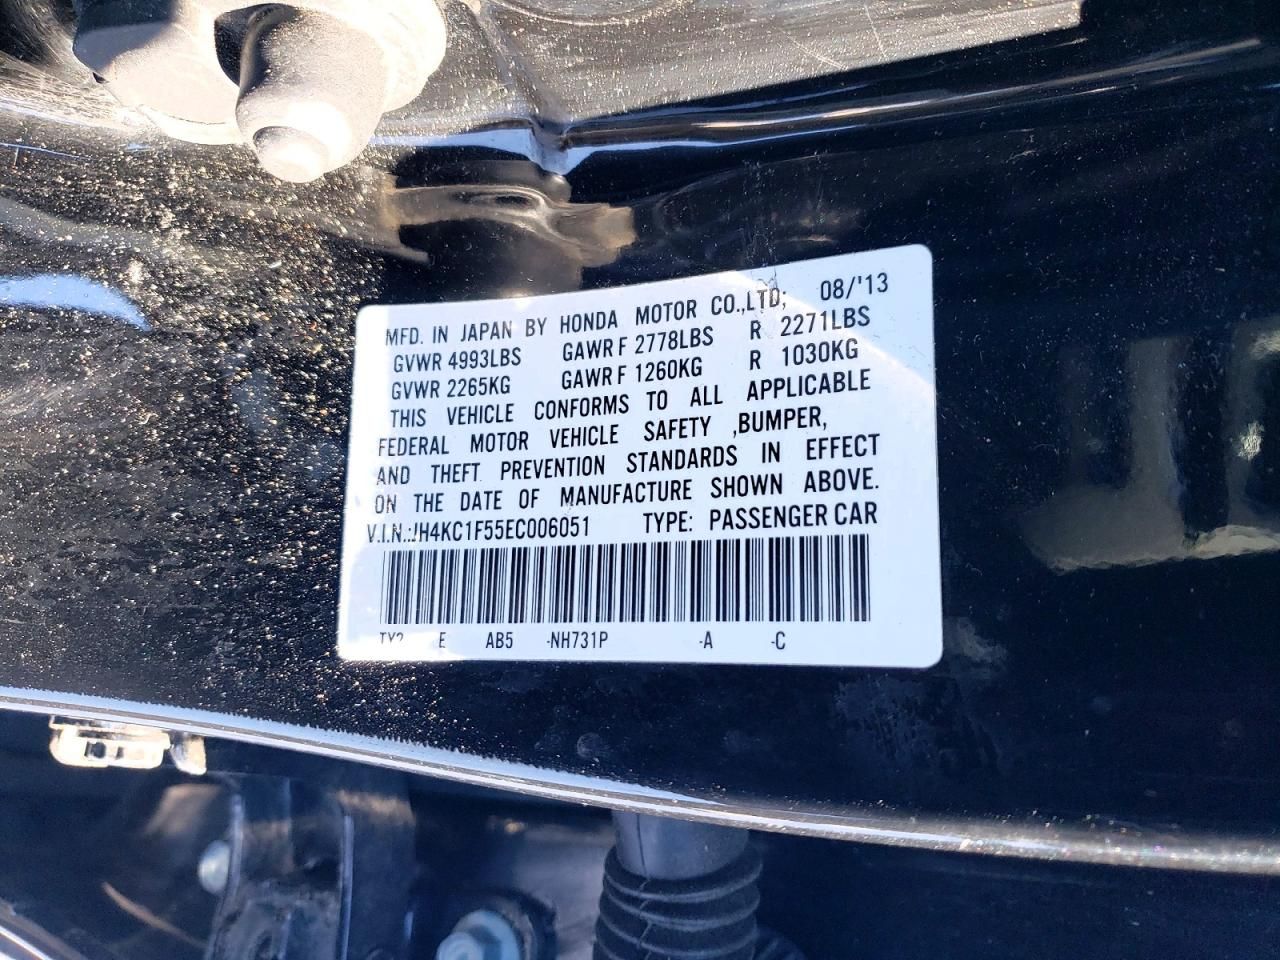 MFD. IN JAPAN BY HONDA MOTOR CO.,LTD; 08/'13
GVWR 4993LBS GAWR F 2778LBS R 2271LBS
GVWR 2265KG GAWR F 1260KG R 1030KG
THIS VEHICLE CONFORMS TO ALL APPLICABLE
FEDERAL MOTOR VEHICLE SAFETY ,BUMPER,
AND THEFT PREVENTION STANDARDS IN EFFECT
ON THE DATE OF MANUFACTURE SHOWN ABOVE.
V.I.N.:JH4KC1F55EC006051 TYPE: PASSENGER CAR
E AB5 -NH731P -A -C